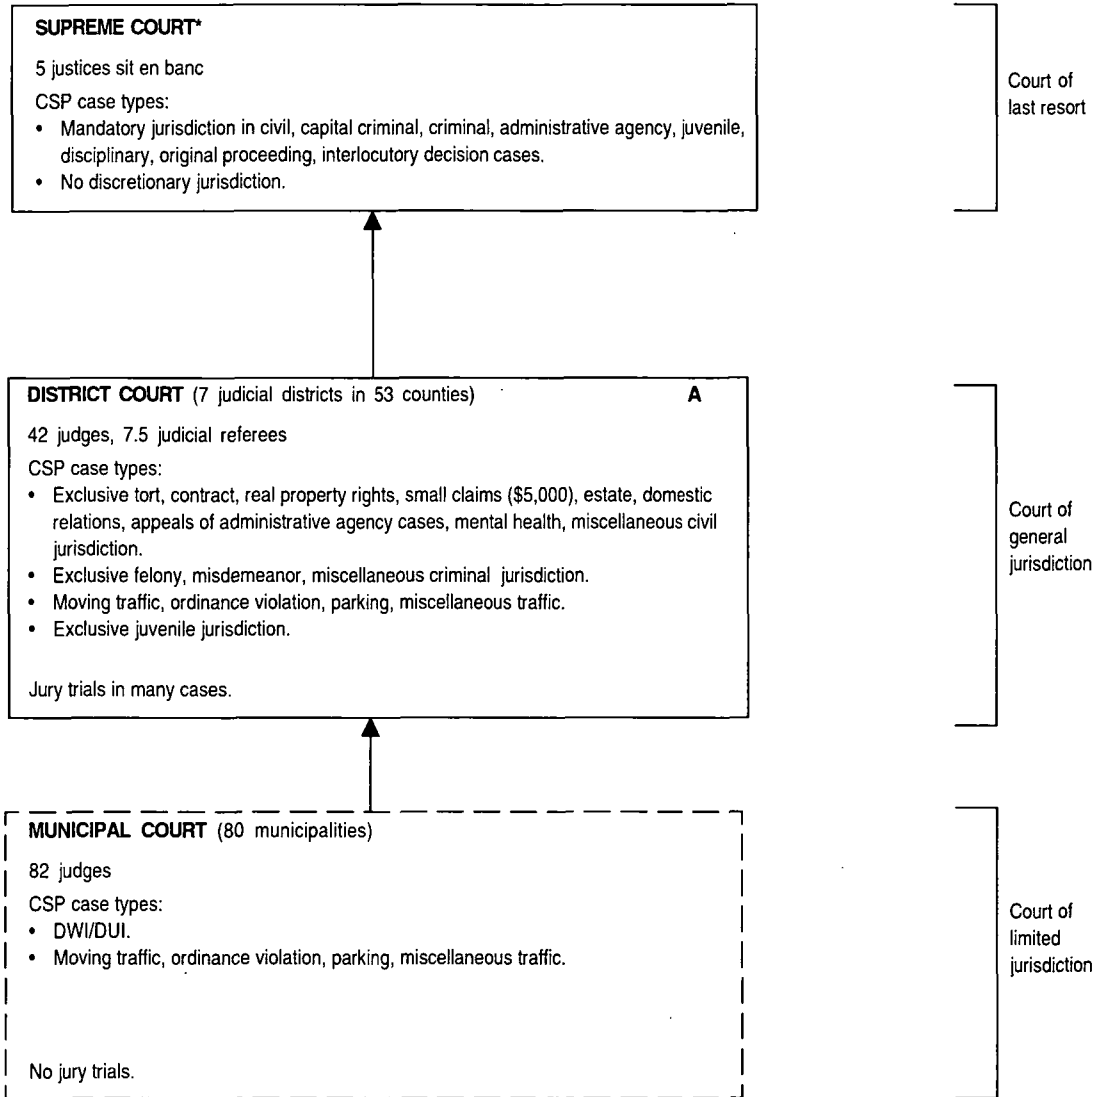 SUPREME COURT*
5 justices sit en banc
CSP case types:
• Mandatory jurisdiction in civil, capital criminal, criminal, administrative agency, juvenile,
disciplinary, original proceeding, interlocutory decision cases.
• No discretionary jurisdiction.
Court of
last resort
DISTRICT COURT (7 judicial districts in 53 counties) A
42 judges, 7.5 judicial referees
CSP case types:
• Exclusive tort, contract, real property rights, small claims ($5,000), estate, domestic
relations, appeals of administrative agency cases, mental health, miscellaneous civil
jurisdiction.
• Exclusive felony, misdemeanor, miscellaneous criminal jurisdiction.
• Moving traffic, ordinance violation, parking, miscellaneous traffic.
• Exclusive juvenile jurisdiction.
Jury trials in many cases.
Court of
general
jurisdiction
MUNICIPAL COURT (80 municipalities)
82 judges
CSP case types:
• DWI/DUI.
• Moving traffic, ordinance violation, parking, miscellaneous traffic.
No jury trials.
Court of
limited
jurisdiction